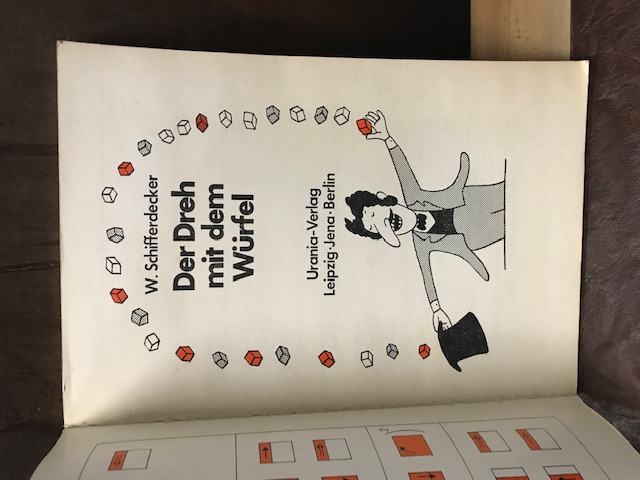 W. Schifferdecker
Der Dreh
mit dem
Würfel
Urania-Verlag
Leipzig·Jena·Berlin